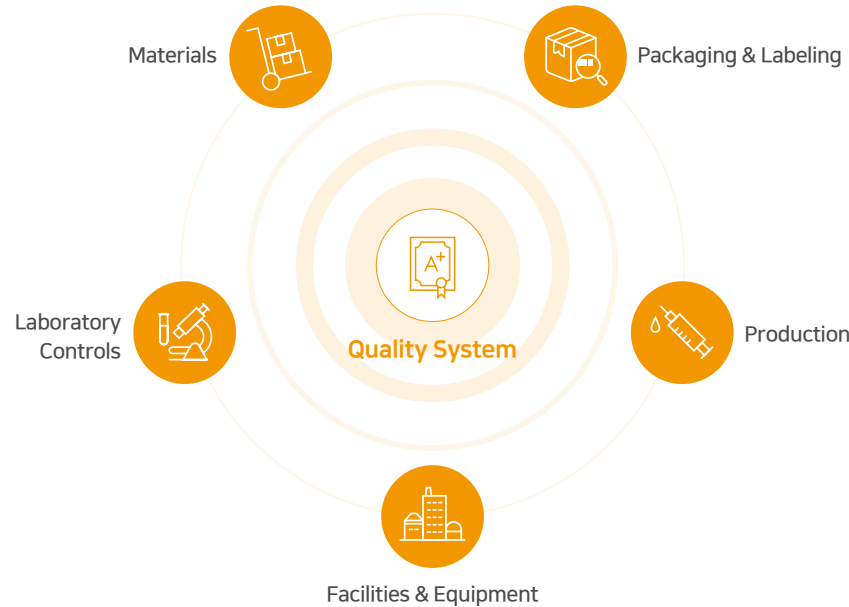 Materials
Packaging & Labeling
A+
Quality System
Laboratory
Controls
Production
Facilities & Equipment